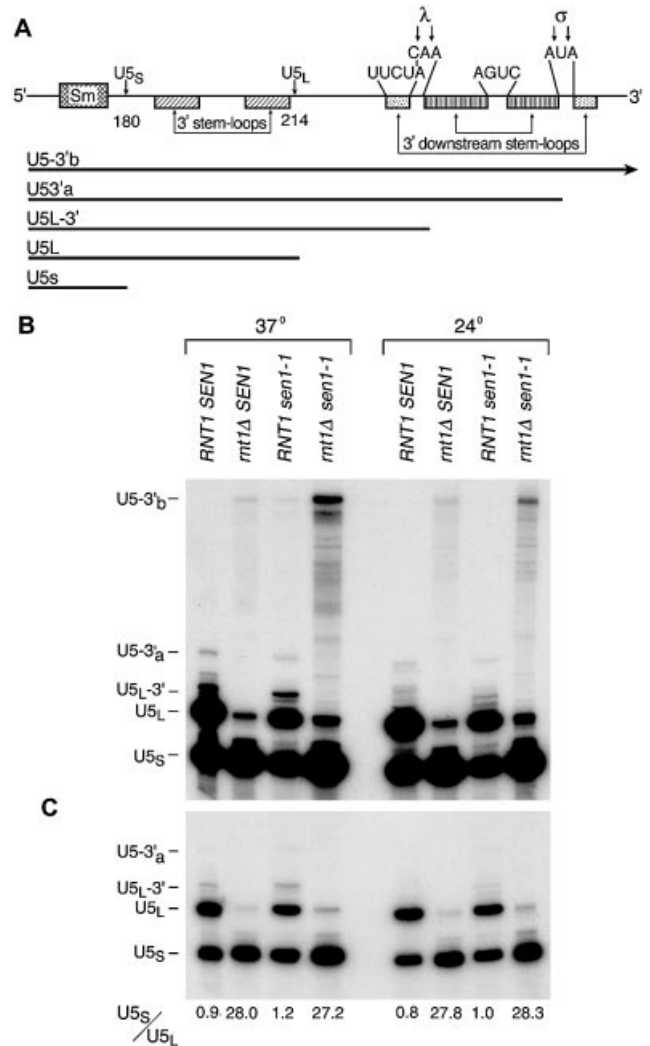 A
λ
σ
CAA
AUA
U5S
U5L
UUCUA
AGUC
5'
Sm
3'
180
3' stem-loops
214
3' downstream stem-loops
U5-3'b
U53'a
U5L-3'
U5L
U5s
B
37⁰
24⁰
RNT1 SEN1
rnt1Δ SEN1
RNT1 sen1-1
rnt1Δ sen1-1
RNT1 SEN1
rnt1Δ SEN1
RNT1 sen1-1
rnt1Δ sen1-1
U5-3'b
U5-3'a
U5L-3'
U5L
U5S
C
U5-3'a
U5L-3'
U5L
U5S
U5S/U5L 0.9 28.0 1.2 27.2 0.8 27.8 1.0 28.3